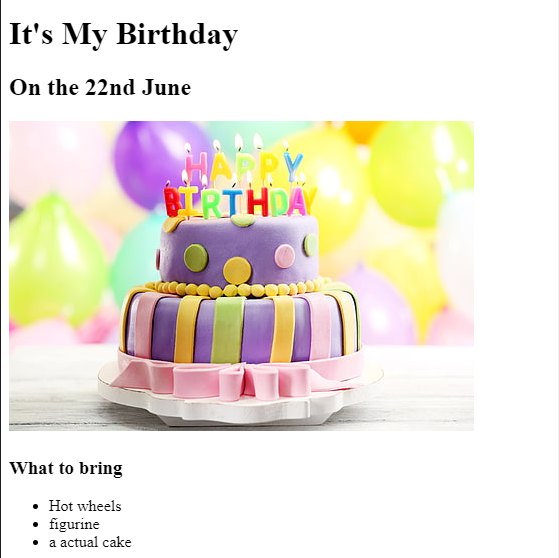 It's My Birthday
On the 22nd June
HAPPY
BIRTHDAY
What to bring
Hot wheels
figurine
a actual cake